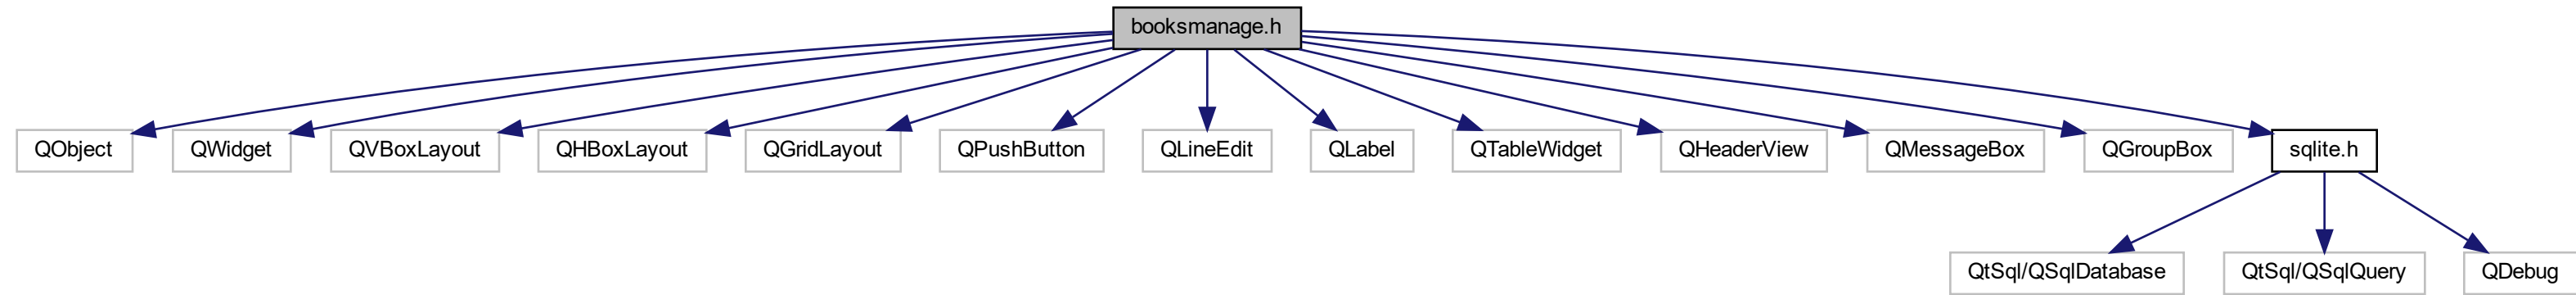 booksmanage.h
QObject
QWidget
QVBoxLayout
QHBoxLayout
QGridLayout
QPushButton
QLineEdit
QLabel
QTableWidget
QHeaderView
QMessageBox
QGroupBox
sqlite.h
QtSql/QSqlDatabase
QtSql/QSqlQuery
QDebug